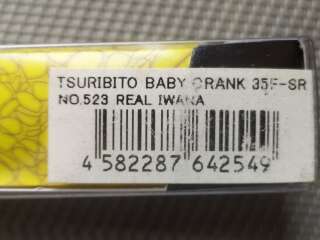 TSURIBITO BABY CRANK 35F-SR
NO.523 REAL IWANA
4 582287 642549